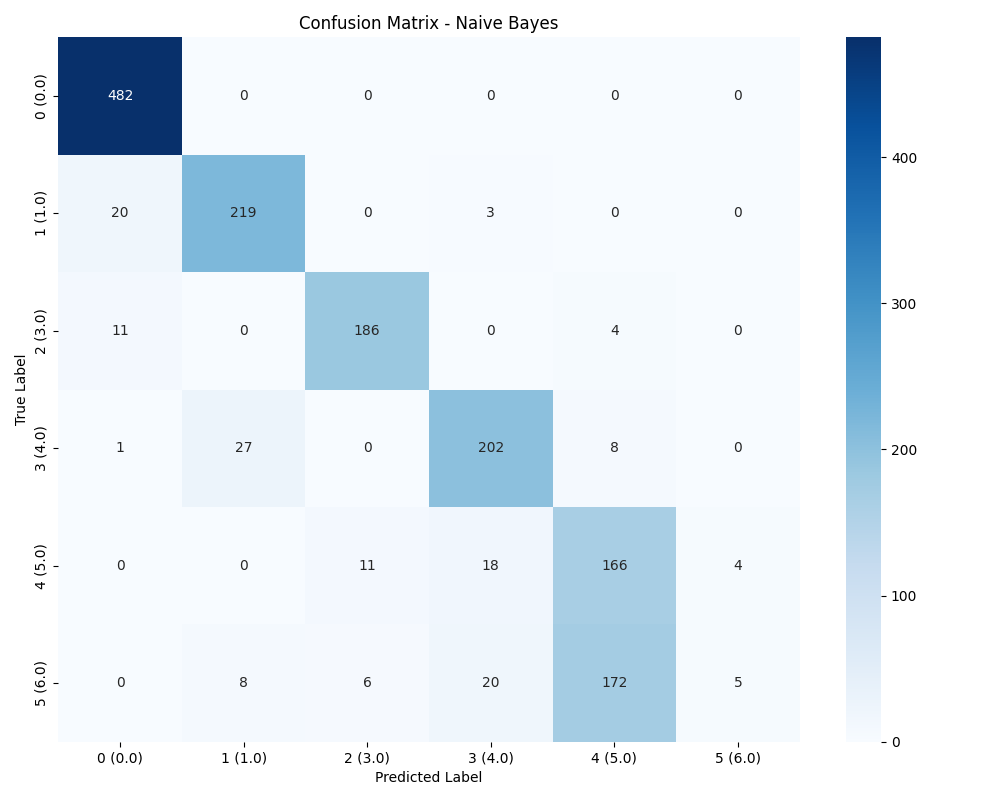 Confusion Matrix - Naive Bayes
True Label
0 (0.0) 482 0 0 0 0 0
1 (1.0) 20 219 0 3 0 0
2 (3.0) 11 0 186 0 4 0
3 (4.0) 1 27 0 202 8 0
4 (5.0) 0 0 11 18 166 4
5 (6.0) 0 8 6 20 172 5
0 (0.0) 1 (1.0) 2 (3.0) 3 (4.0) 4 (5.0) 5 (6.0)
Predicted Label
400
300
200
100
0